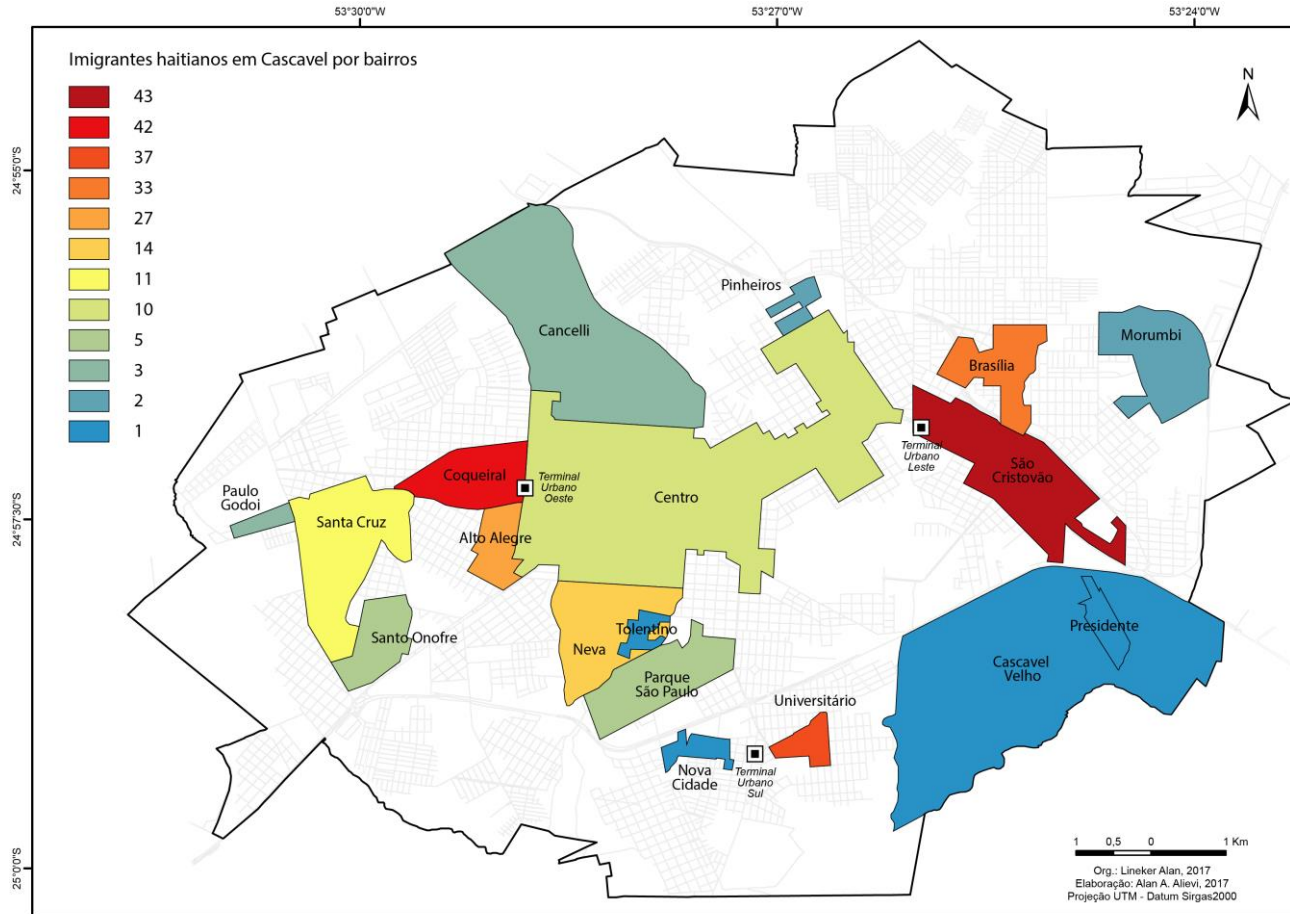 53°30'0"W
53°27'0"W
53°24'0"W
Imigrantes haitianos em Cascavel por bairros
43
42
37
33
27
14
11
10
5
3
2
1
N
24°55'0"S
24°57'30"S
25°0'0"S
Pinheiros
Cancelli
Morumbi
Brasília
Terminal
Urbano
Leste
São
Cristovão
Coqueiral
Terminal
Urbano
Oeste
Centro
Paulo
Godoi
Santa Cruz
Alto Alegre
Santo Onofre
Tolentino
Neva
Parque
São Paulo
Presidente
Cascavel
Velho
Universitário
Nova
Cidade
Terminal
Urbano
Sul
1 0,5 0 1 Km
Org.: Lineker Alan, 2017
Elaboração: Alan A. Alievi, 2017
Projeção UTM - Datum Sirgas2000